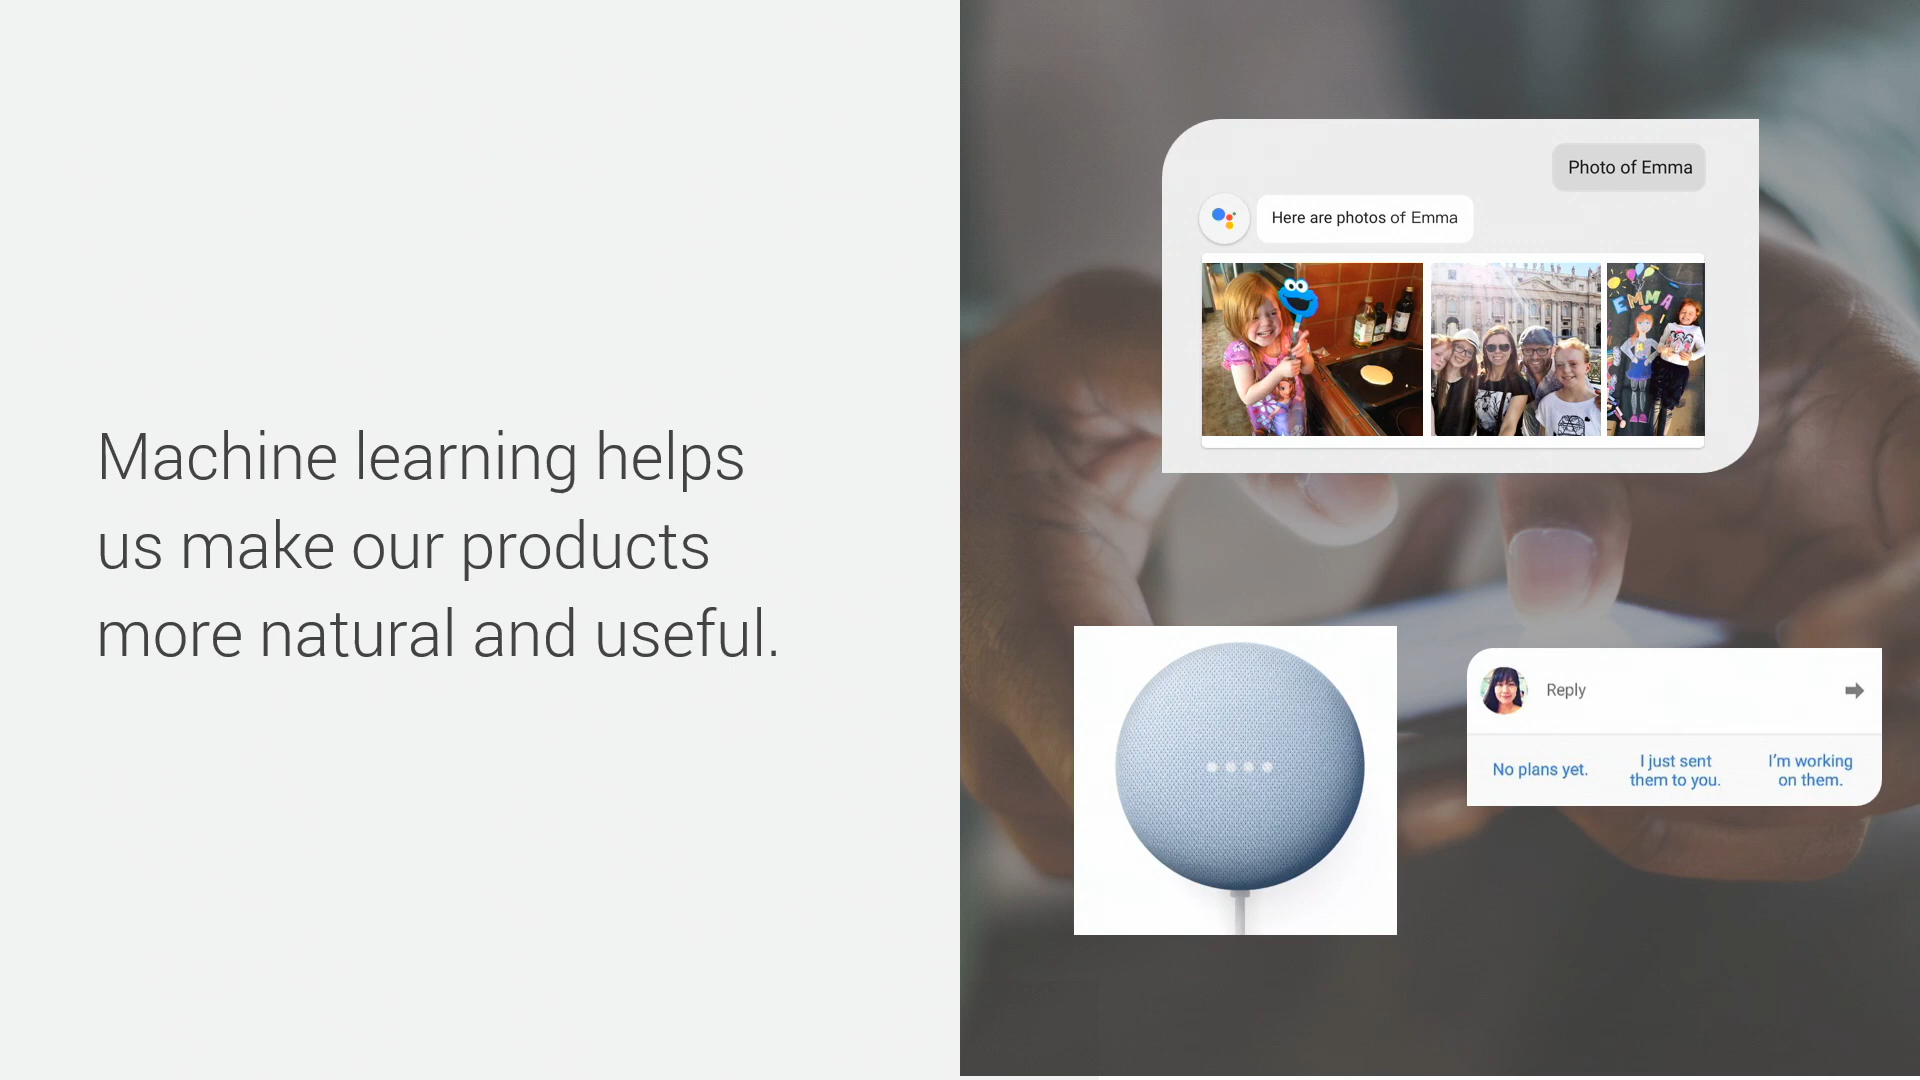 Machine learning helps
us make our products
more natural and useful.
Photo of Emma
Here are photos of Emma
EMMA
Reply
No plans yet.
I just sent
them to you.
I'm working
on them.